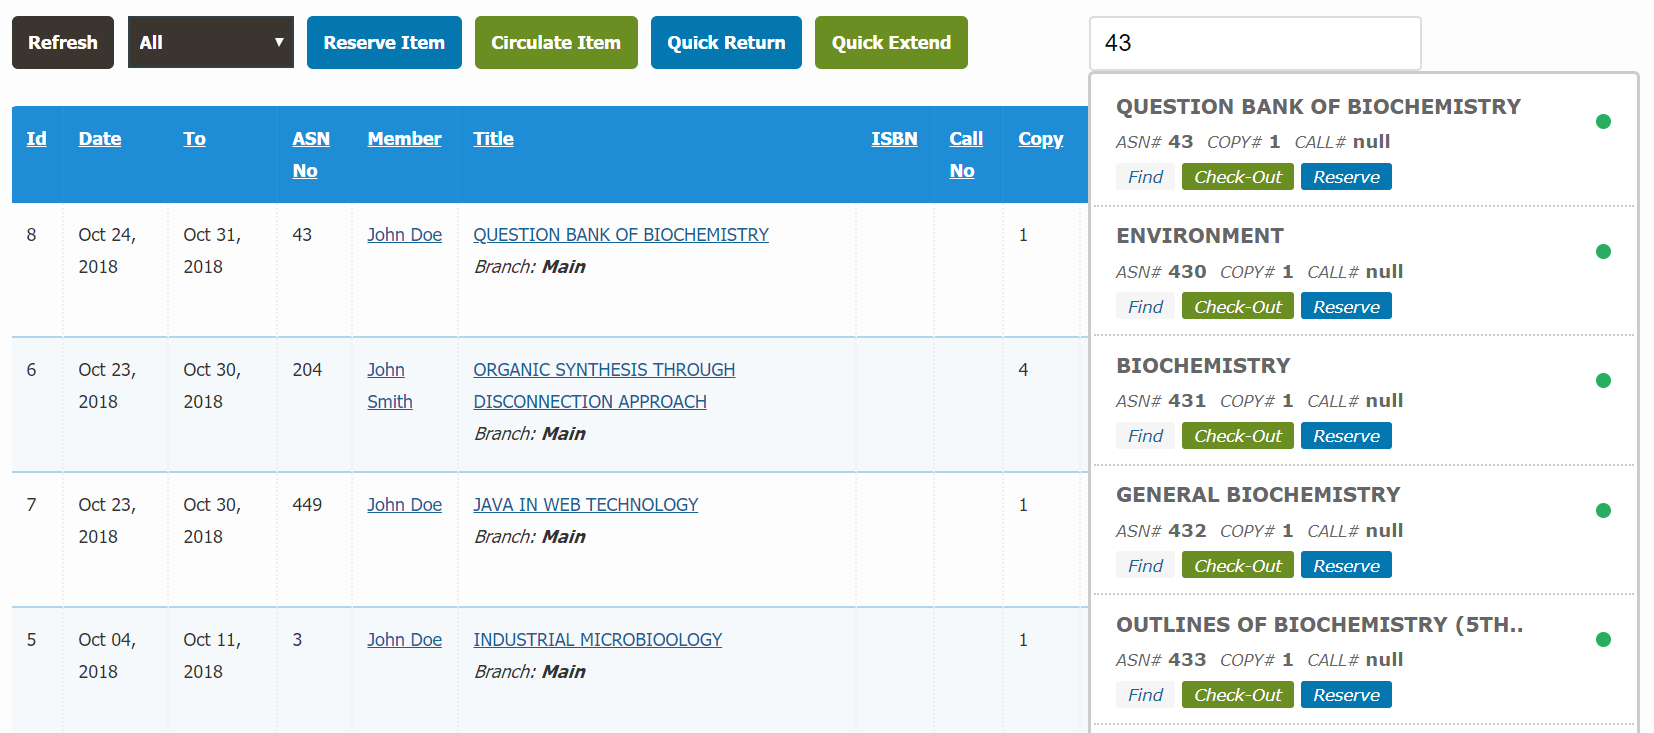 Refresh All ▼ Reserve Item Circulate Item Quick Return Quick Extend 43
Id Date To ASN No Member Title ISBN Call No Copy
8 Oct 24, 2018 Oct 31, 2018 43 John Doe QUESTION BANK OF BIOCHEMISTRY 1
Branch: Main
6 Oct 23, 2018 Oct 30, 2018 204 John Smith ORGANIC SYNTHESIS THROUGH DISCONNECTION APPROACH 4
Branch: Main
7 Oct 23, 2018 Oct 30, 2018 449 John Doe JAVA IN WEB TECHNOLOGY 1
Branch: Main
5 Oct 04, 2018 Oct 11, 2018 3 John Doe INDUSTRIAL MICROBIOOLOGY 1
Branch: Main
QUESTION BANK OF BIOCHEMISTRY
ASN# 43 COPY# 1 CALL# null
Find Check-Out Reserve
ENVIRONMENT
ASN# 430 COPY# 1 CALL# null
Find Check-Out Reserve
BIOCHEMISTRY
ASN# 431 COPY# 1 CALL# null
Find Check-Out Reserve
GENERAL BIOCHEMISTRY
ASN# 432 COPY# 1 CALL# null
Find Check-Out Reserve
OUTLINES OF BIOCHEMISTRY (5TH..
ASN# 433 COPY# 1 CALL# null
Find Check-Out Reserve